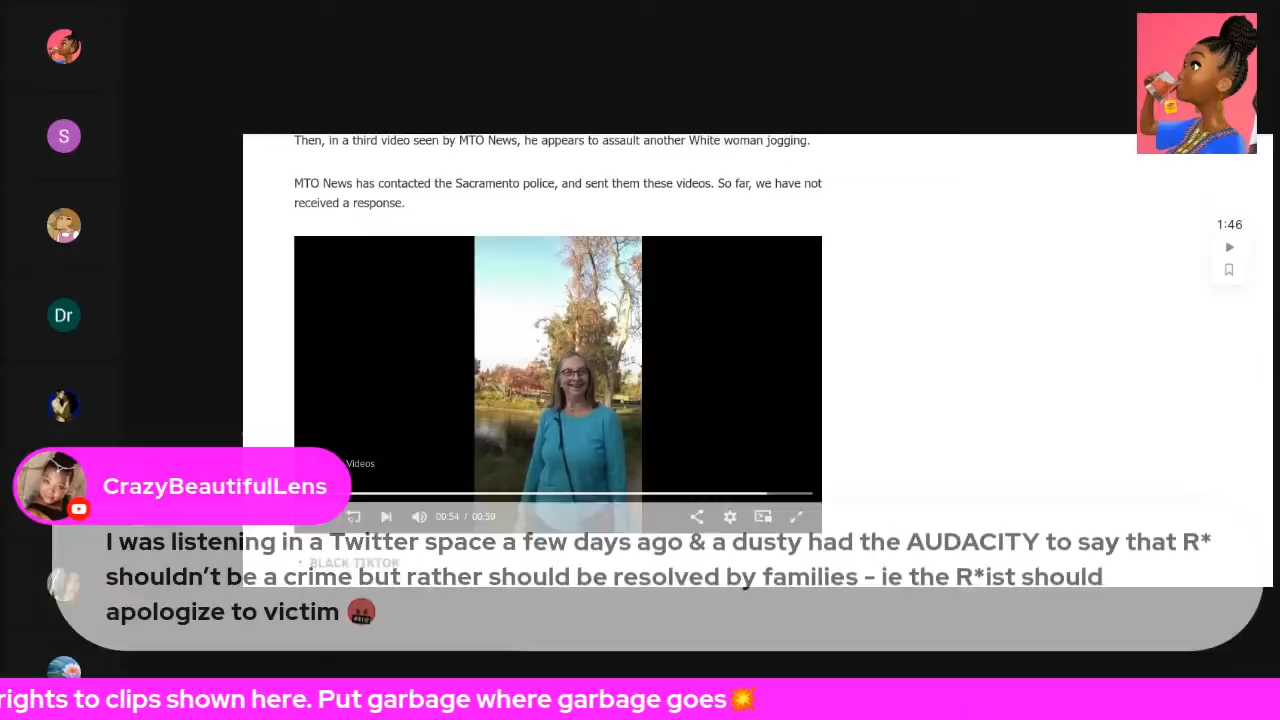 S
Then, in a third video seen by MTO News, he appears to assault another White woman jogging.
MTO News has contacted the Sacramento police, and sent them these videos. So far, we have not
received a response.
1:46
Dr
Videos
CrazyBeautifulLens
00:54 / 00:59
I was listening in a Twitter space a few days ago & a dusty had the AUDACITY to say that R*
• BLACK TIKTOK
shouldn't be a crime but rather should be resolved by families - ie the R*ist should
apologize to victim 🤬
rights to clips shown here. Put garbage where garbage goes💥